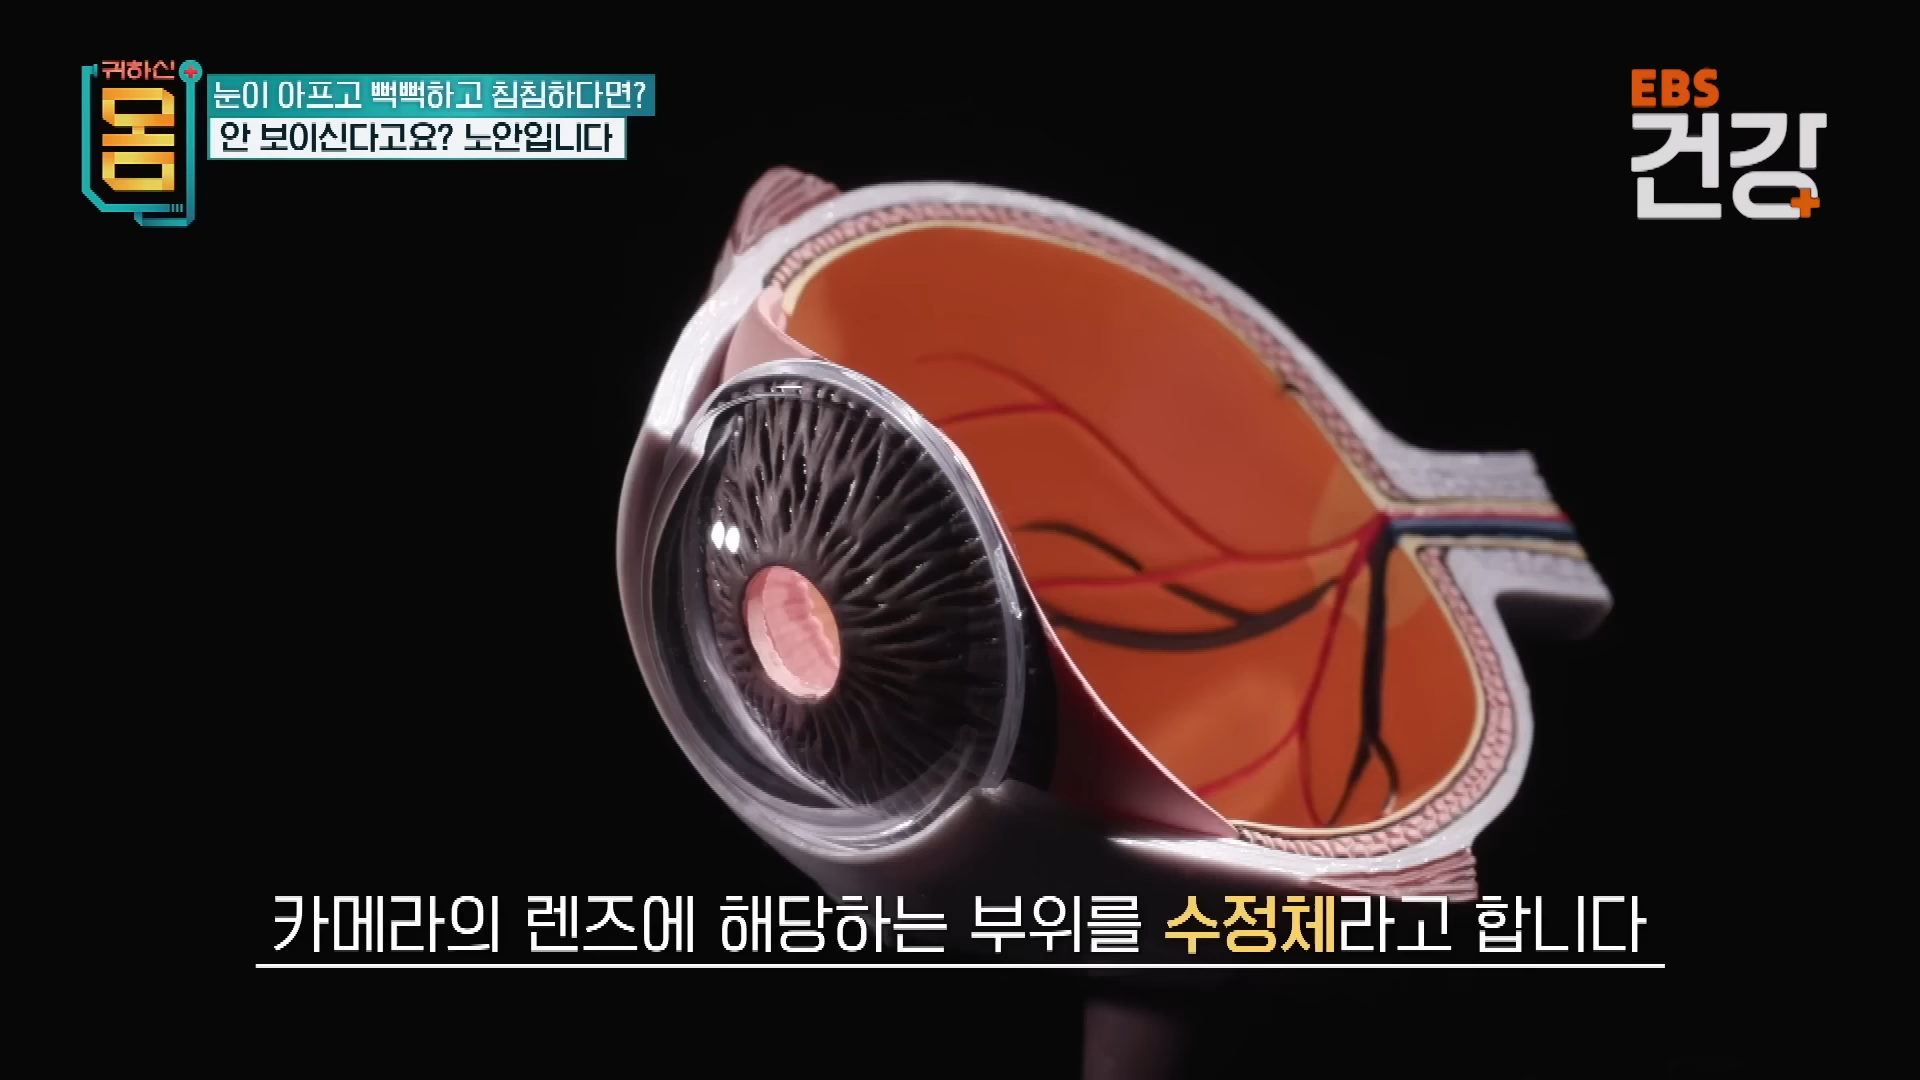 귀하신
몸
눈이 아프고 뻑뻑하고 침침하다면?
안 보이신다고요? 노안입니다
EBS
건강
카메라의 렌즈에 해당하는 부위를 수정체라고 합니다